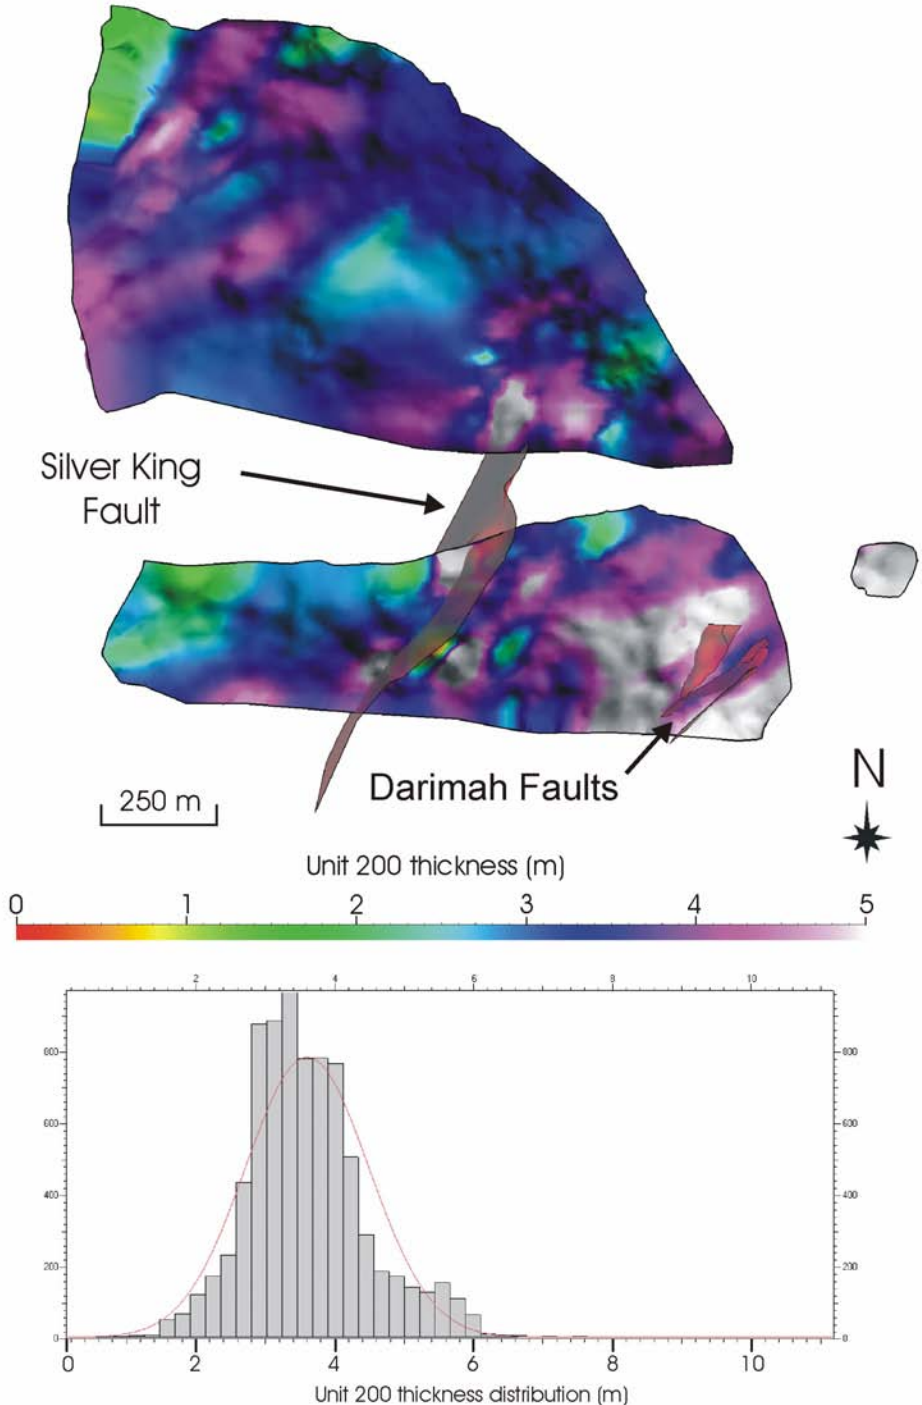 Silver King
Fault
Darimah Faults
250 m
N
Unit 200 thickness (m)
0 1 2 3 4 5
2 4 6 8 10
800 800
600 600
400 400
200 200
0 0
0 2 4 6 8 10
Unit 200 thickness distribution (m)